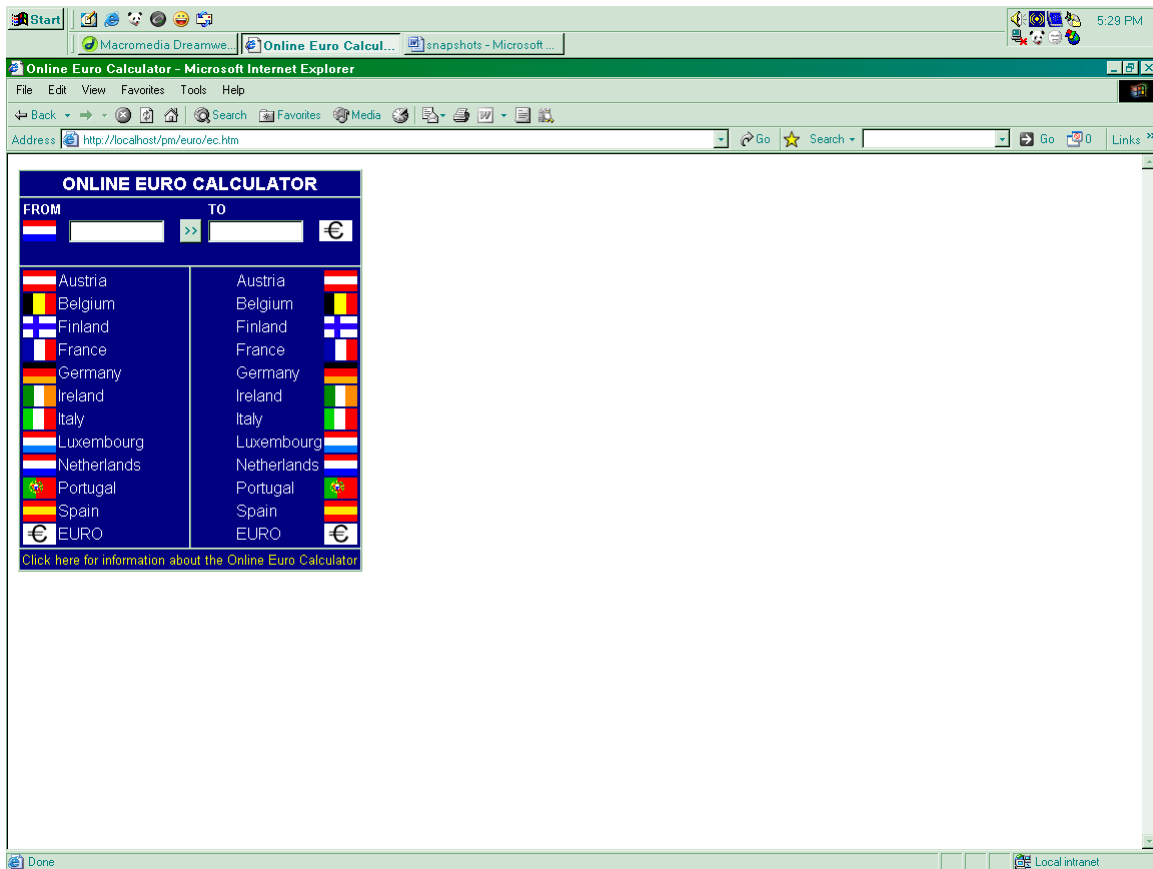 Start
5:29 PM
Macromedia Dreamwe... Online Euro Calcul... snapshots - Microsoft ...
Online Euro Calculator - Microsoft Internet Explorer
File Edit View Favorites Tools Help
Back Search Favorites Media
Address http://localhost/pm/euro/ec.htm Go Search Go 0 Links »
ONLINE EURO CALCULATOR
FROM TO
>> €
Austria Austria
Belgium Belgium
Finland Finland
France France
Germany Germany
Ireland Ireland
Italy Italy
Luxembourg Luxembourg
Netherlands Netherlands
Portugal Portugal
Spain Spain
€ EURO EURO €
Click here for information about the Online Euro Calculator
Done Local intranet